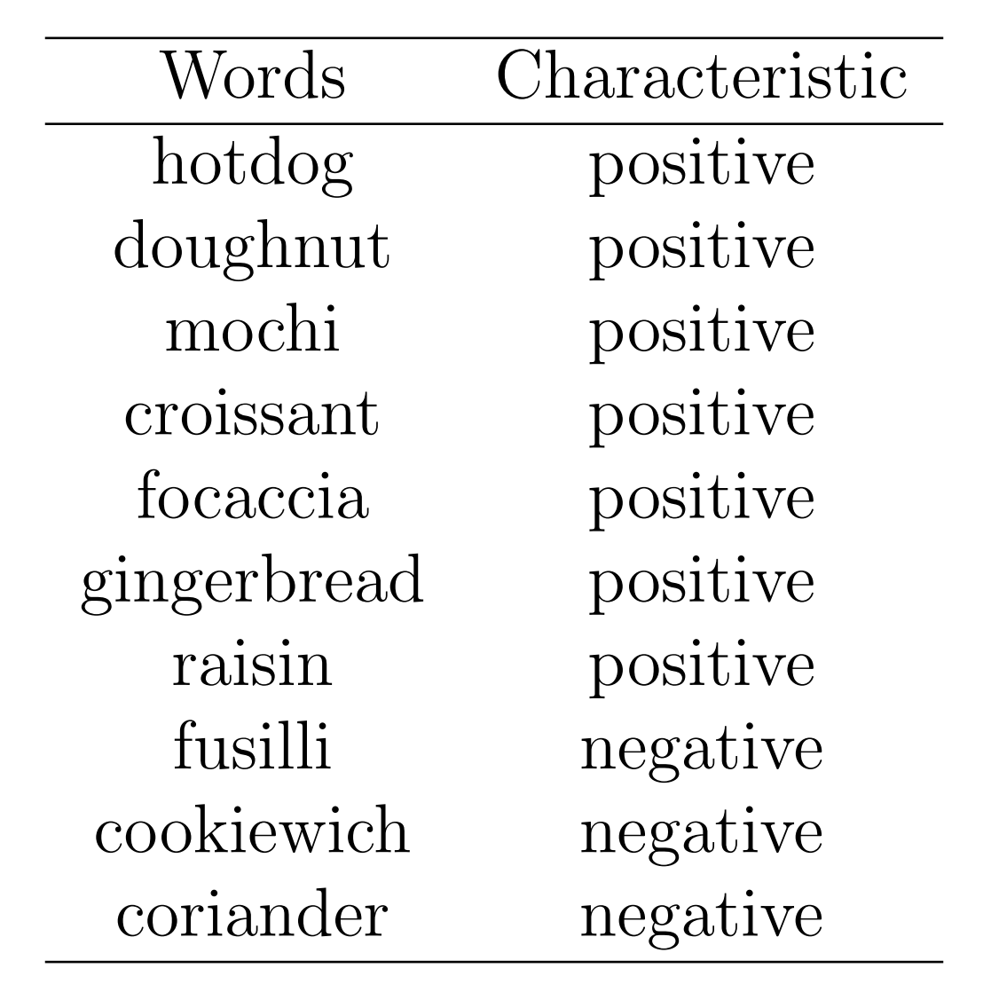 Words Characteristic
hotdog positive
doughnut positive
mochi positive
croissant positive
focaccia positive
gingerbread positive
raisin positive
fusilli negative
cookiewich negative
coriander negative